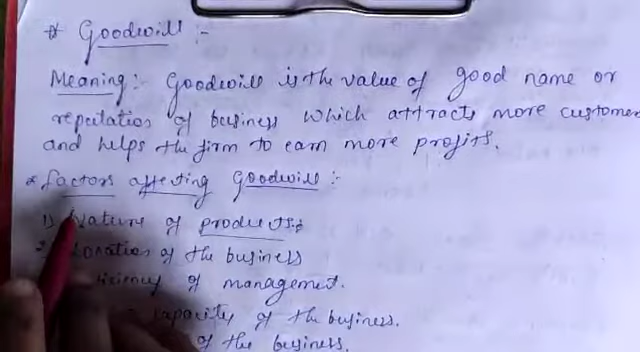 * Goodwill :-
Meaning:- Goodwill is the value of good name or
reputation of business which attracts more customer
and helps the firm to earn more profits.
* Factors affecting Goodwill :-
1) Nature of products:
2) Location of the business
of management.
capacity of the business.
of the business.